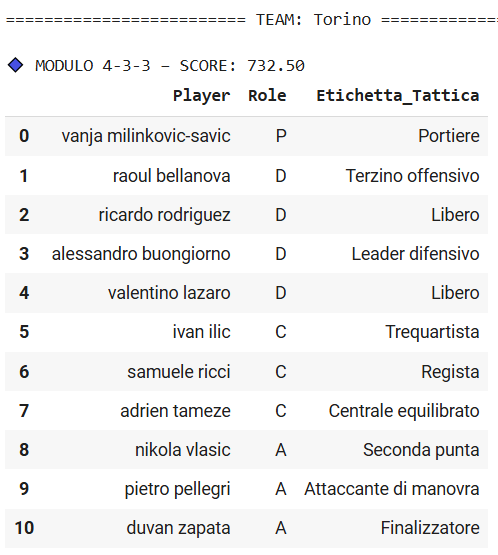 ========================= TEAM: Torino =============
MODULO 4-3-3 – SCORE: 732.50
Player Role Etichetta_Tattica
0 vanja milinkovic-savic P Portiere
1 raoul bellanova D Terzino offensivo
2 ricardo rodriguez D Libero
3 alessandro buongiorno D Leader difensivo
4 valentino lazaro D Libero
5 ivan ilic C Trequartista
6 samuele ricci C Regista
7 adrien tameze C Centrale equilibrato
8 nikola vlasic A Seconda punta
9 pietro pellegri A Attaccante di manovra
10 duvan zapata A Finalizzatore